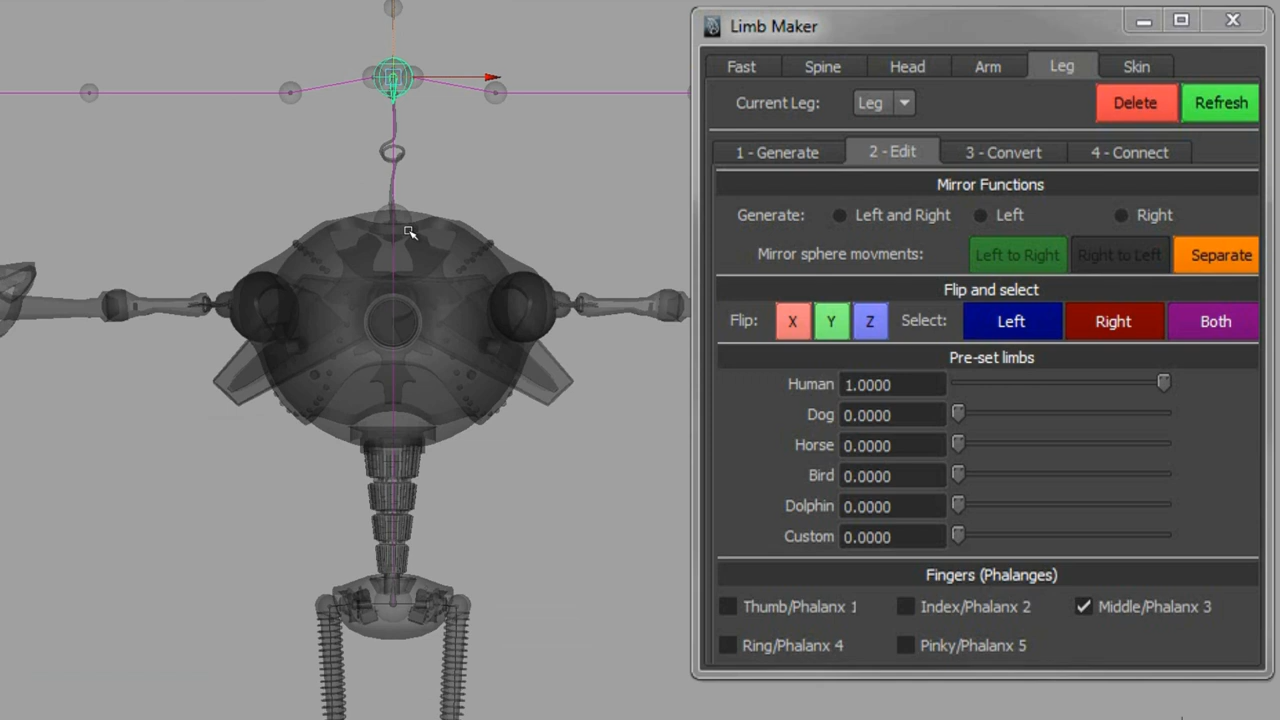 Limb Maker
Fast Spine Head Arm Leg Skin
Current Leg: Leg Delete Refresh
1 - Generate 2 - Edit 3 - Convert 4 - Connect
Mirror Functions
Generate: Left and Right Left Right
Mirror sphere movments: Left to Right Right to Left Separate
Flip and select
Flip: X Y Z Select: Left Right Both
Pre-set limbs
Human 1.0000
Dog 0.0000
Horse 0.0000
Bird 0.0000
Dolphin 0.0000
Custom 0.0000
Fingers (Phalanges)
Thumb/Phalanx 1 Index/Phalanx 2 Middle/Phalanx 3
Ring/Phalanx 4 Pinky/Phalanx 5